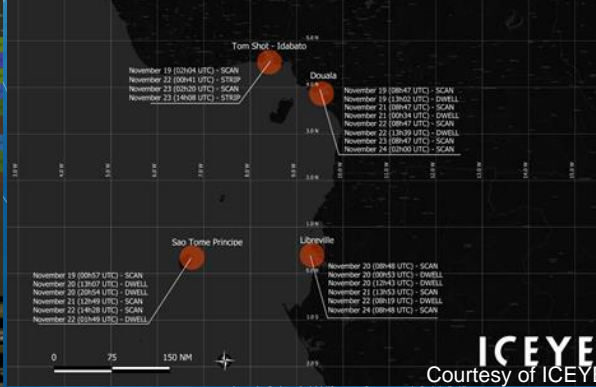 Tom Shot - Idabato
November 19 (02h04 UTC) - SCAN
November 22 (00h41 UTC) - STRIP
November 23 (02h20 UTC) - SCAN
November 23 (14h08 UTC) - STRIP
Douala
November 19 (08h47 UTC) - SCAN
November 19 (13h02 UTC) - DWELL
November 21 (08h47 UTC) - SCAN
November 21 (00h34 UTC) - DWELL
November 22 (08h47 UTC) - SCAN
November 22 (13h39 UTC) - DWELL
November 23 (08h47 UTC) - SCAN
November 24 (02h00 UTC) - SCAN
Sao Tome Principe
November 19 (00h57 UTC) - SCAN
November 20 (13h07 UTC) - DWELL
November 20 (20h54 UTC) - DWELL
November 21 (12h49 UTC) - SCAN
November 22 (14h28 UTC) - SCAN
November 22 (01h49 UTC) - DWELL
Libreville
November 20 (08h48 UTC) - SCAN
November 20 (00h53 UTC) - DWELL
November 20 (12h43 UTC) - DWELL
November 21 (13h53 UTC) - SCAN
November 22 (08h19 UTC) - DWELL
November 24 (08h48 UTC) - SCAN
0 75 150 NM
ICEYE
Courtesy of ICEYE